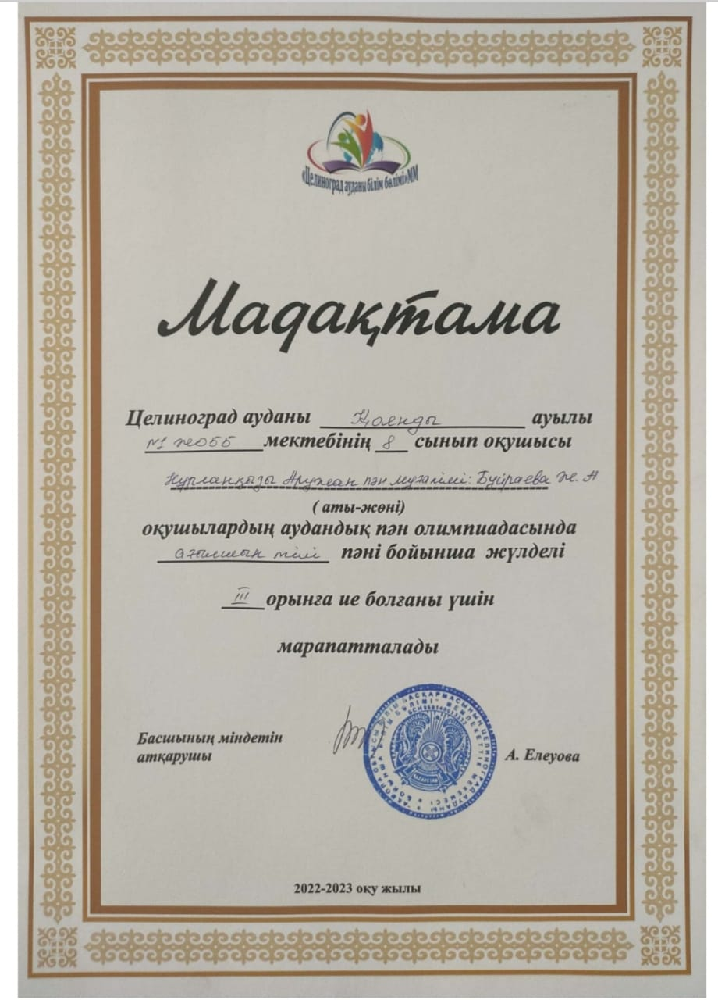 «Целиноград ауданы білім бөлімі»ММ
Мадақтама
Целиноград ауданы Қоянды ауылы
№1 жобб мектебінің 8 сынып оқушысы
Нұрланқызы Аружан пән мұғалімі: Буйраева Ж. А
( аты-жөні)
оқушылардың аудандық пән олимпиадасында
ағылшын тілі пәні бойынша жүлделі
III орынға ие болғаны үшін
марапатталады
Басшының міндетін
атқарушы
А. Елеуова
QAZAQSTAN
2022-2023 оқу жылы